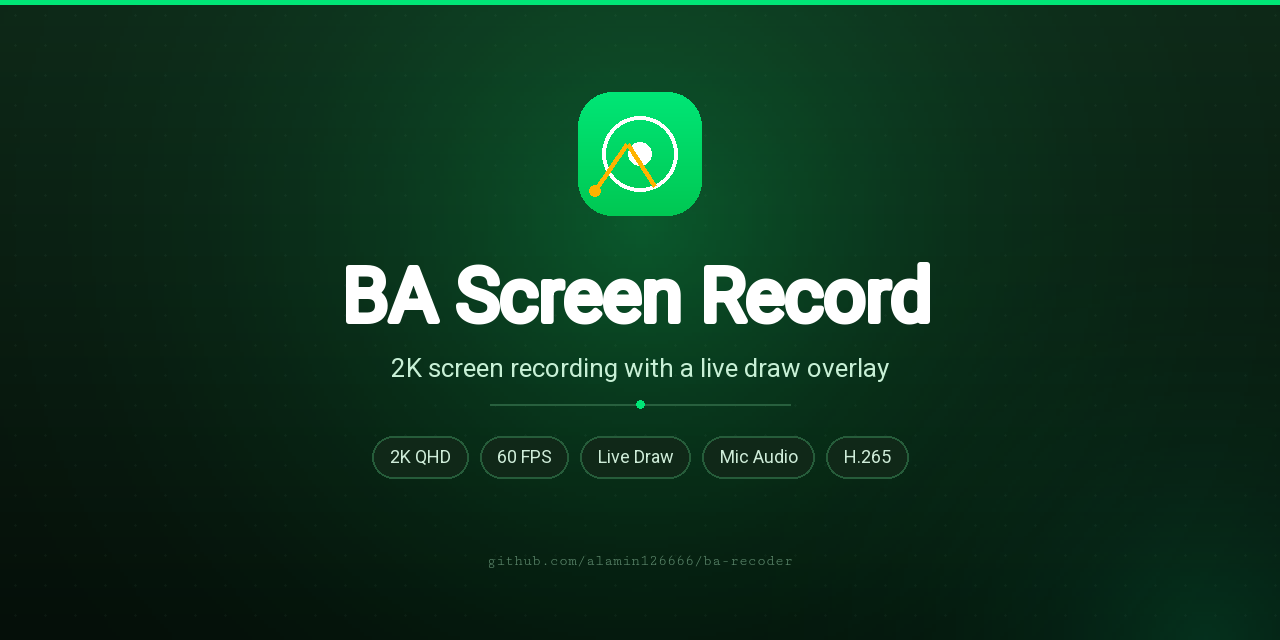 BA Screen Record
2K screen recording with a live draw overlay
2K QHD 60 FPS Live Draw Mic Audio H.265
github.com/alamin126666/ba-recoder